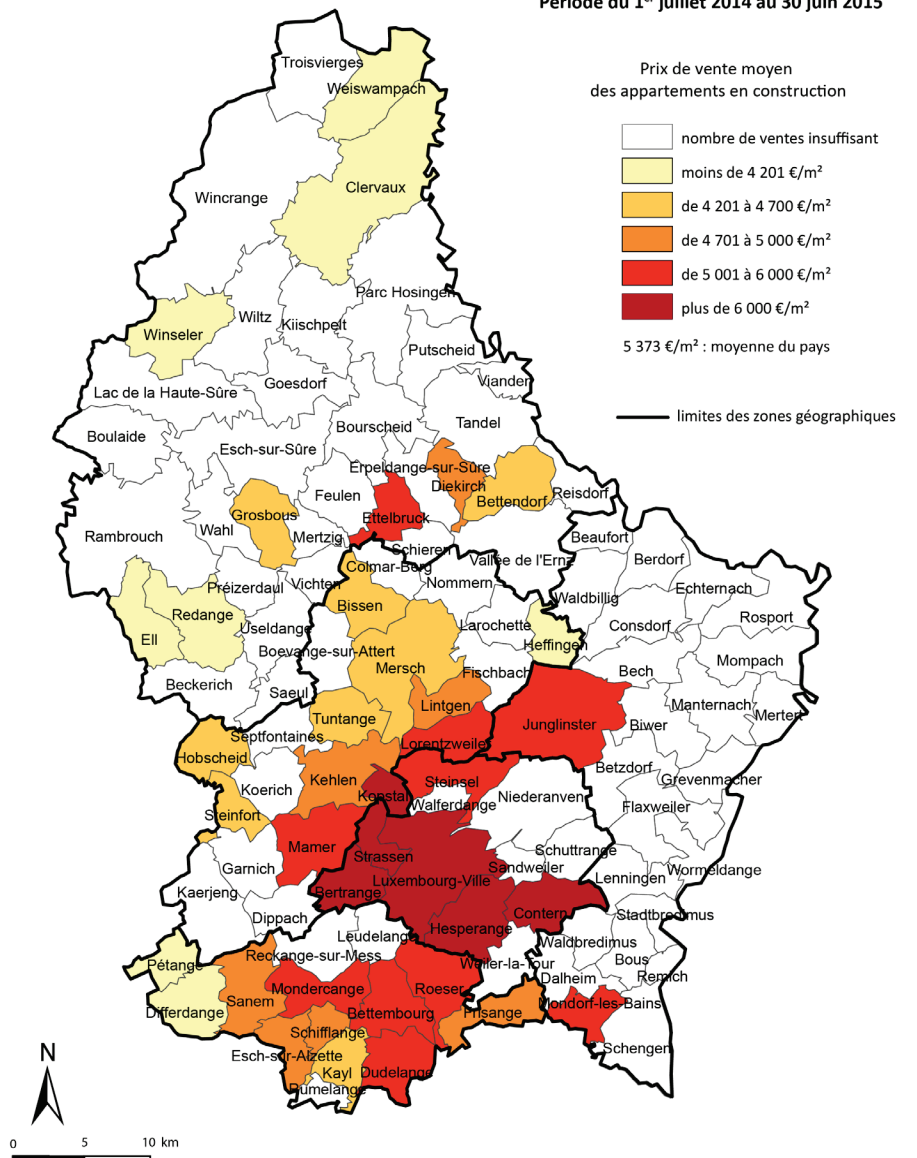 Période du 1er juillet 2014 au 30 juin 2015
Prix de vente moyen
des appartements en construction
nombre de ventes insuffisant
moins de 4 201 €/m²
de 4 201 à 4 700 €/m²
de 4 701 à 5 000 €/m²
de 5 001 à 6 000 €/m²
plus de 6 000 €/m²
5 373 €/m² : moyenne du pays
limites des zones géographiques
Troisvierges
Weiswampach
Clervaux
Wincrange
Parc Hosingen
Wiltz
Kiischpelt
Winseler
Putscheid
Goesdorf
Vianden
Lac de la Haute-Sûre
Tandel
Bourscheid
Boulaide
Esch-sur-Sûre
Erpeldange-sur-Sûre
Diekirch
Feulen
Reisdorf
Bettendorf
Grosbous
Ettelbruck
Wahl
Mertzig
Rambrouch
Beaufort
Schieren
Vallée de l'Ernz
Berdorf
Colmar-Berg
Nommern
Préizerdaul
Vichten
Echternach
Waldbillig
Bissen
Redange
Rosport
Larochette
Consdorf
Useldange
Ell
Heffingen
Boevange-sur-Attert
Mompach
Mersch
Fischbach
Bech
Beckerich
Saeul
Manternach
Lintgen
Mertert
Tuntange
Junglinster
Biwer
Septfontaines
Lorentzweiler
Hobscheid
Betzdorf
Grevenmacher
Kehlen
Steinsel
Koerich
Kopstal
Niederanven
Walferdange
Flaxweiler
Steinfort
Mamer
Schuttrange
Strassen
Sandweiler
Garnich
Wormeldange
Lenningen
Luxembourg-Ville
Kaerjeng
Bertrange
Contern
Stadtbredimus
Dippach
Hesperange
Leudelange
Waldbredimus
Reckange-sur-Mess
Bous
Weiler-la-Tour
Pétange
Remich
Dalheim
Mondercange
Roeser
Sanem
Mondorf-les-Bains
Differdange
Bettembourg
Frisange
Schifflange
Schengen
Esch-sur-Alzette
Kayl
Dudelange
Rumelange
N
0 5 10 km